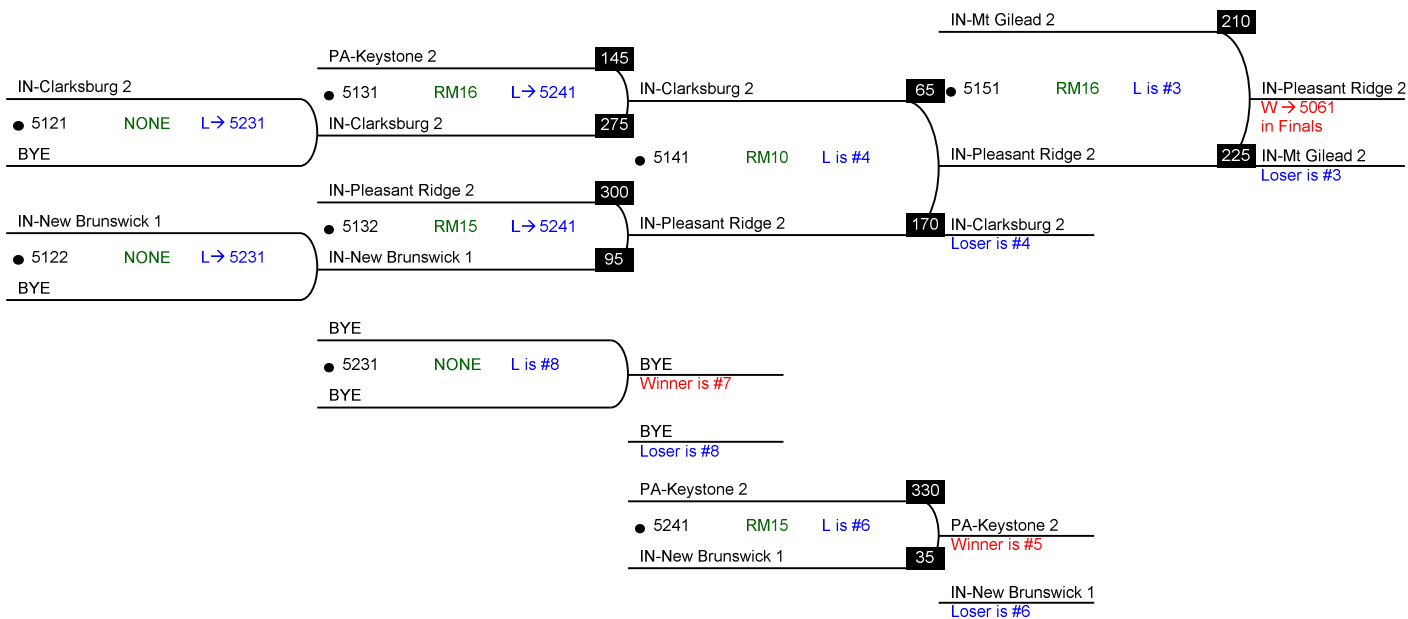 IN-Mt Gilead 2 210
PA-Keystone 2 145
IN-Clarksburg 2
IN-Clarksburg 2 65
5151 RM16 L is #3
IN-Pleasant Ridge 2
5131 RM16 L→ 5241
W → 5061
in Finals
5121 NONE L→ 5231
IN-Clarksburg 2 275
BYE
5141 RM10 L is #4
IN-Pleasant Ridge 2 225
IN-Mt Gilead 2
Loser is #3
IN-Pleasant Ridge 2 300
IN-New Brunswick 1
5132 RM15 L→ 5241
IN-Pleasant Ridge 2 170
IN-Clarksburg 2
Loser is #4
5122 NONE L→ 5231
IN-New Brunswick 1 95
BYE
BYE
5231 NONE L is #8
BYE
Winner is #7
BYE
BYE
Loser is #8
PA-Keystone 2 330
5241 RM15 L is #6
PA-Keystone 2
Winner is #5
IN-New Brunswick 1 35
IN-New Brunswick 1
Loser is #6